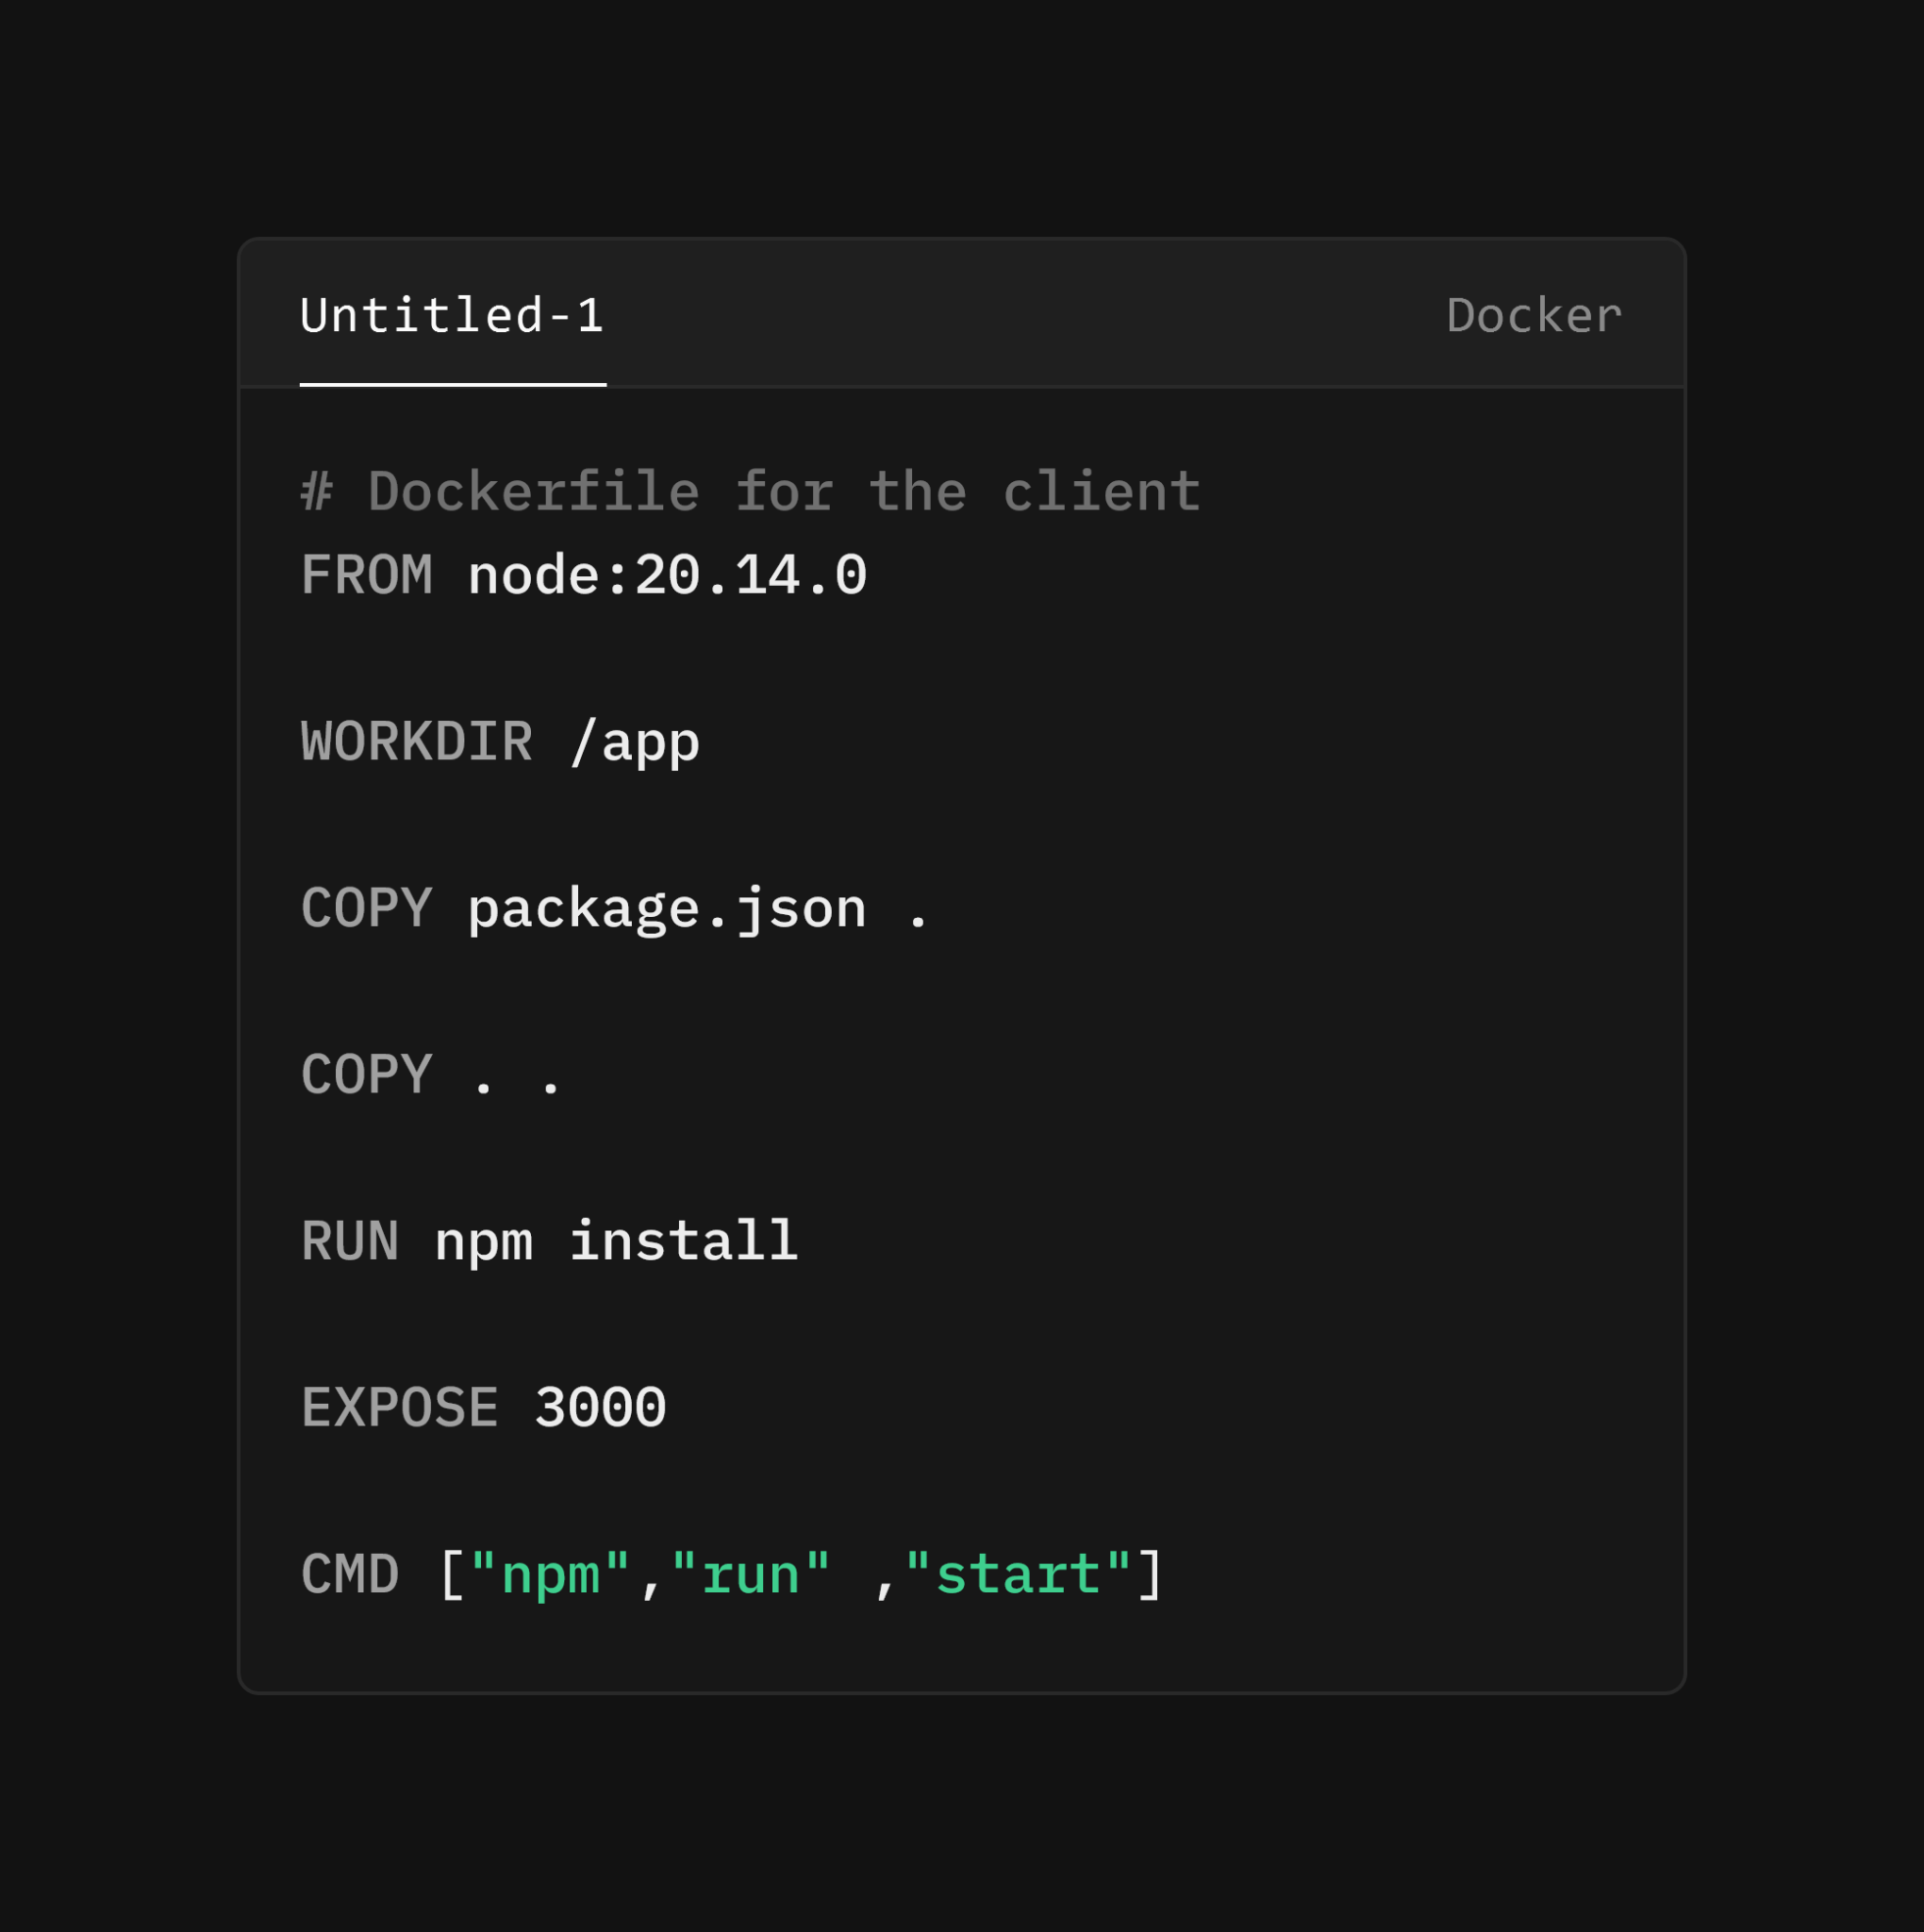 Untitled-1
Docker
# Dockerfile for the client
FROM node:20.14.0
WORKDIR /app
COPY package.json .
COPY . .
RUN npm install
EXPOSE 3000
CMD ["npm","run" ,"start"]